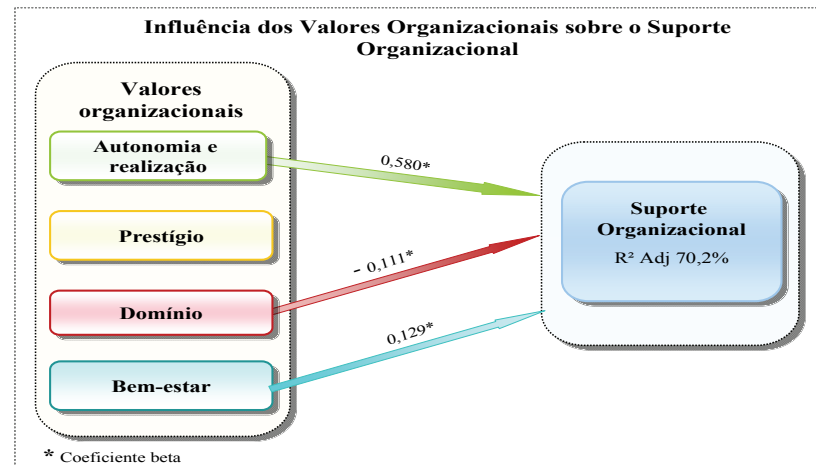 Influência dos Valores Organizacionais sobre o Suporte
Organizacional
Valores
organizacionais
Autonomia e
realização
Prestígio
Domínio
Bem-estar
0,580*
- 0,111*
0,129*
Suporte
Organizacional
R² Adj 70,2%
* Coeficiente beta